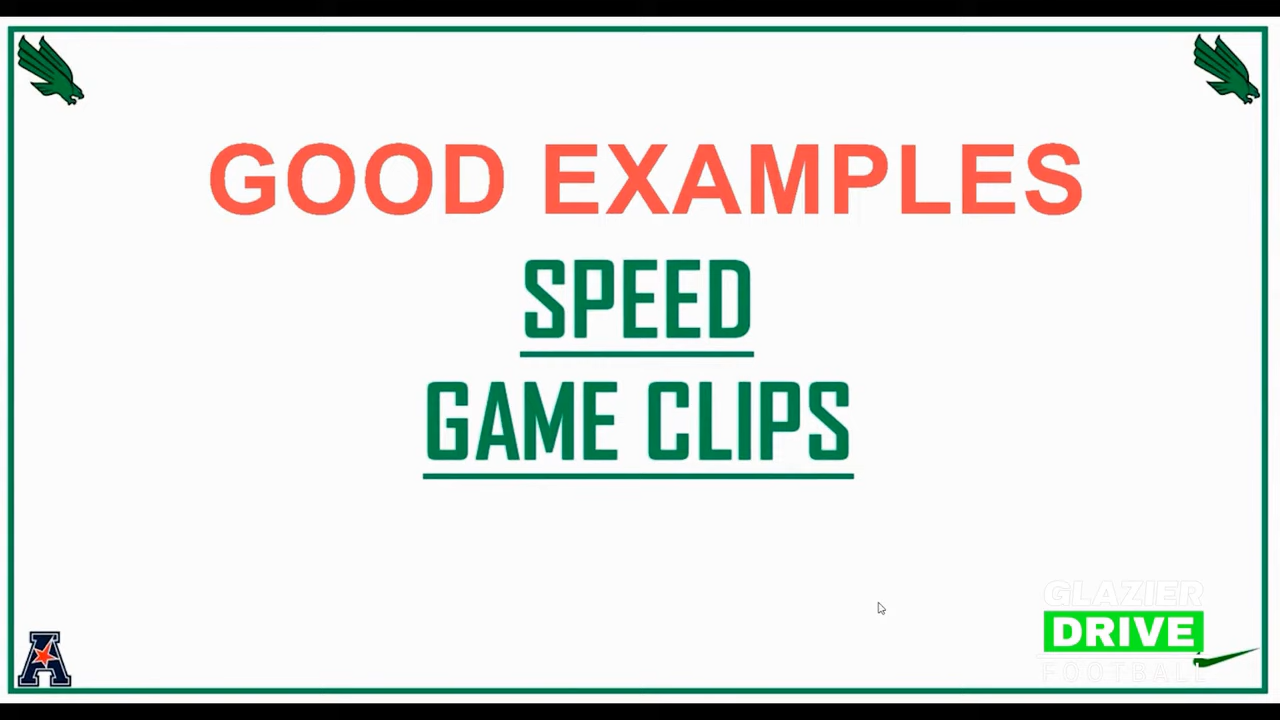 GOOD EXAMPLES
SPEED
GAME CLIPS
GLAZIER
DRIVE
FOOTBALL